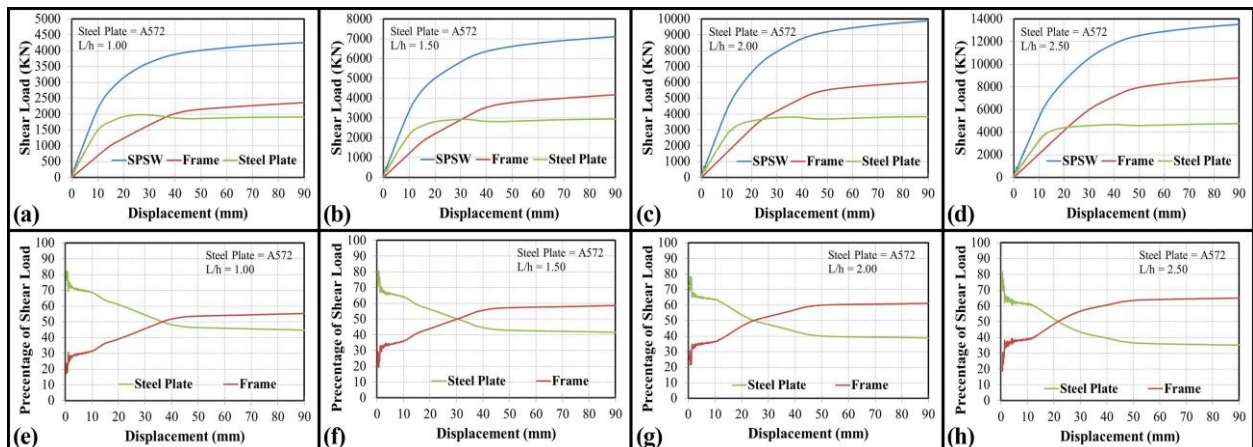 Steel Plate = A572
L/h = 1.00
5000
4500
4000
3500
3000
2500
2000
1500
1000
500
0
Shear Load (KN)
SPSW Frame Steel Plate
0 10 20 30 40 50 60 70 80 90
Displacement (mm)
(a)
Steel Plate = A572
L/h = 1.50
8000
7000
6000
5000
4000
3000
2000
1000
0
Shear Load (KN)
SPSW Frame Steel Plate
0 10 20 30 40 50 60 70 80 90
Displacement (mm)
(b)
Steel Plate = A572
L/h = 2.00
10000
9000
8000
7000
6000
5000
4000
3000
2000
1000
0
Shear Load (KN)
SPSW Frame Steel Plate
0 10 20 30 40 50 60 70 80 90
Displacement (mm)
(c)
Steel Plate = A572
L/h = 2.50
14000
12000
10000
8000
6000
4000
2000
0
Shear Load (KN)
SPSW Frame Steel Plate
0 10 20 30 40 50 60 70 80 90
Displacement (mm)
(d)
Steel Plate = A572
L/h = 1.00
100
90
80
70
60
50
40
30
20
10
0
Precentage of Shear Load
Steel Plate Frame
0 10 20 30 40 50 60 70 80 90
Displacement (mm)
(e)
Steel Plate = A572
L/h = 1.50
100
90
80
70
60
50
40
30
20
10
0
Precentage of Shear Load
Steel Plate Frame
0 10 20 30 40 50 60 70 80 90
Displacement (mm)
(f)
Steel Plate = A572
L/h = 2.00
100
90
80
70
60
50
40
30
20
10
0
Precentage of Shear Load
Steel Plate Frame
0 10 20 30 40 50 60 70 80 90
Displacement (mm)
(g)
Steel Plate = A572
L/h = 2.50
100
90
80
70
60
50
40
30
20
10
0
Precentage of Shear Load
Steel Plate Frame
0 10 20 30 40 50 60 70 80 90
Displacement (mm)
(h)